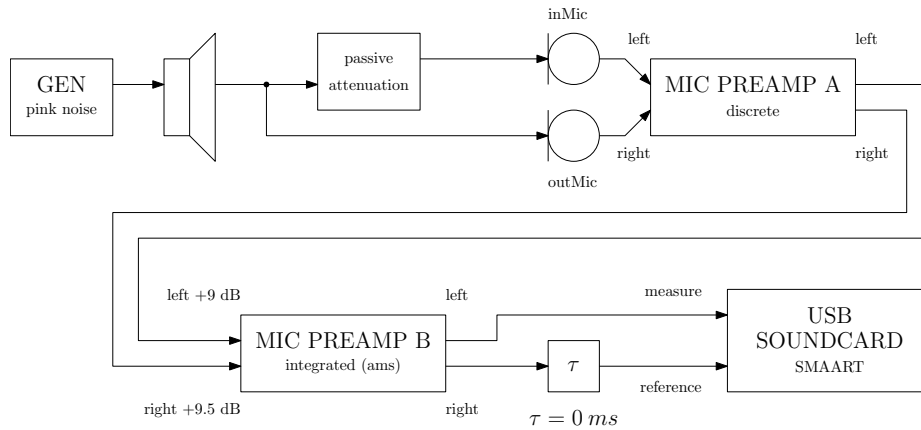 inMic
left
left
GEN
pink noise
passive
attenuation
MIC PREAMP A
discrete
right
right
outMic
left +9 dB
left
measure
MIC PREAMP B
integrated (ams)
τ
USB
SOUNDCARD
SMAART
reference
right +9.5 dB
right
τ = 0 ms